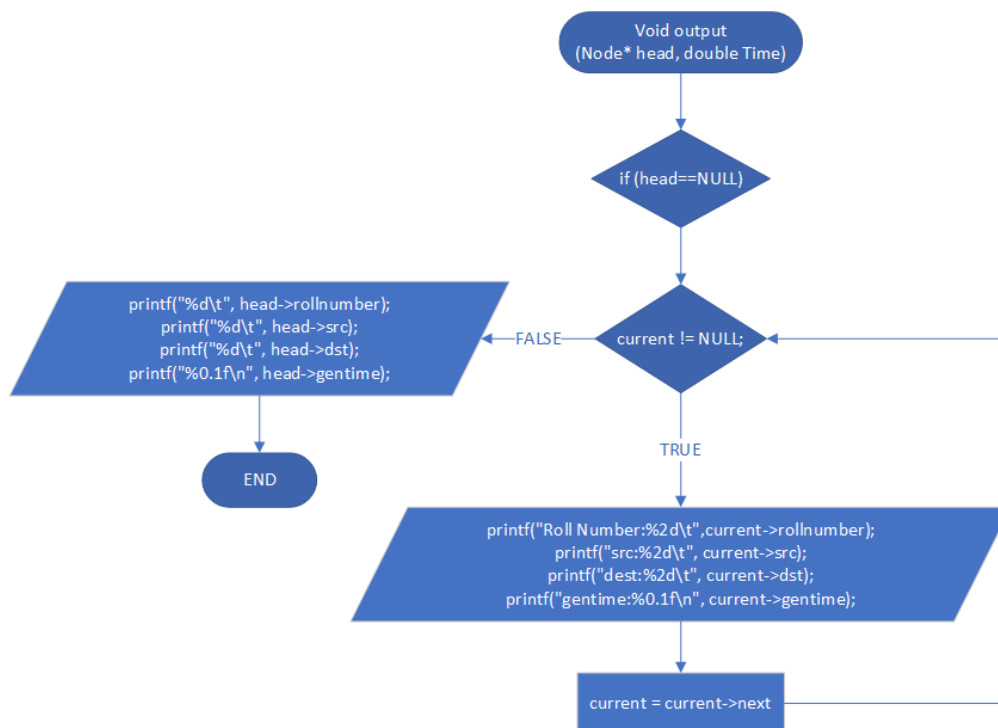 Void output
(Node* head, double Time)
if (head==NULL)
current != NULL;
FALSE
printf("%d\t", head->rollnumber);
printf("%d\t", head->src);
printf("%d\t", head->dst);
printf("%0.1f\n", head->gentime);
END
TRUE
printf("Roll Number:%2d\t",current->rollnumber);
printf("src:%2d\t", current->src);
printf("dest:%2d\t", current->dst);
printf("gentime:%0.1f\n", current->gentime);
current = current->next